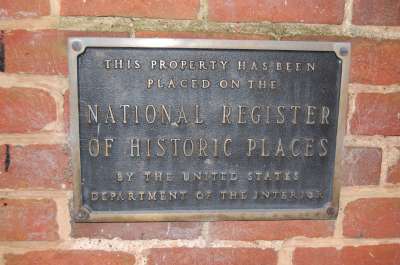 THIS PROPERTY HAS BEEN
PLACED ON THE
NATIONAL REGISTER
OF HISTORIC PLACES
BY THE UNITED STATES
DEPARTMENT OF THE INTERIOR